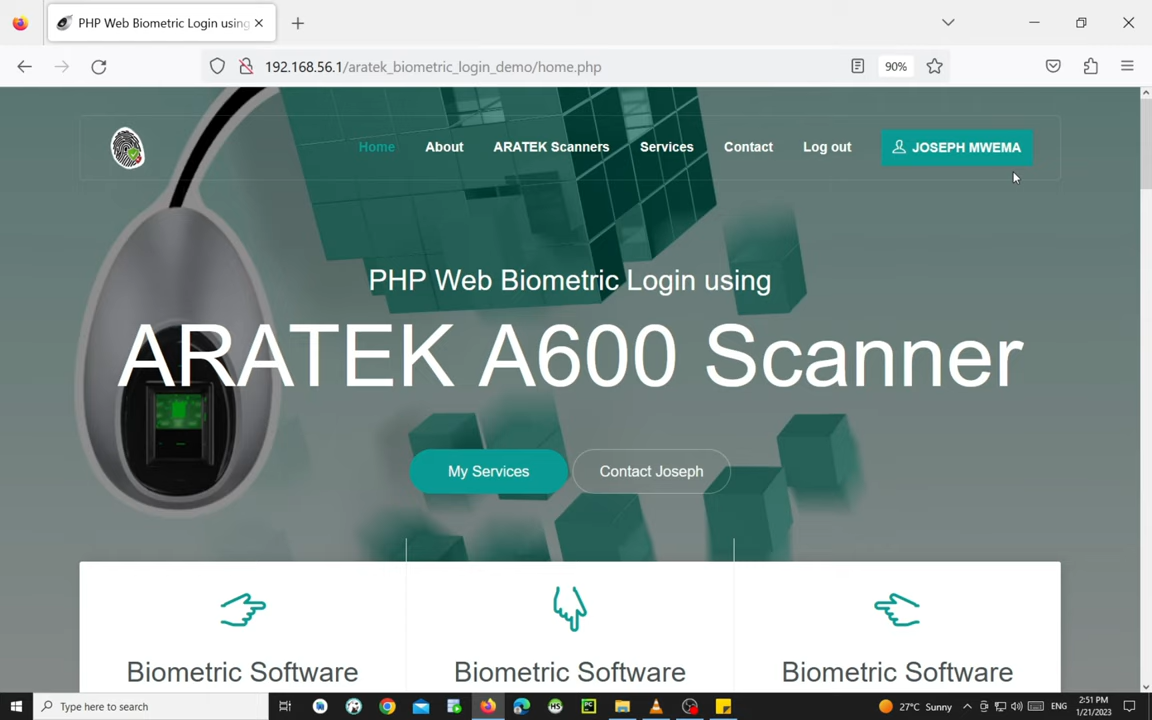 PHP Web Biometric Login using
192.168.56.1/aratek_biometric_login_demo/home.php
90%
Home About ARATEK Scanners Services Contact Log out JOSEPH MWEMA
PHP Web Biometric Login using
ARATEK A600 Scanner
My Services Contact Joseph
Biometric Software Biometric Software Biometric Software
Type here to search
HS
PC
27°C Sunny
ENG
2:51 PM
1/21/2023